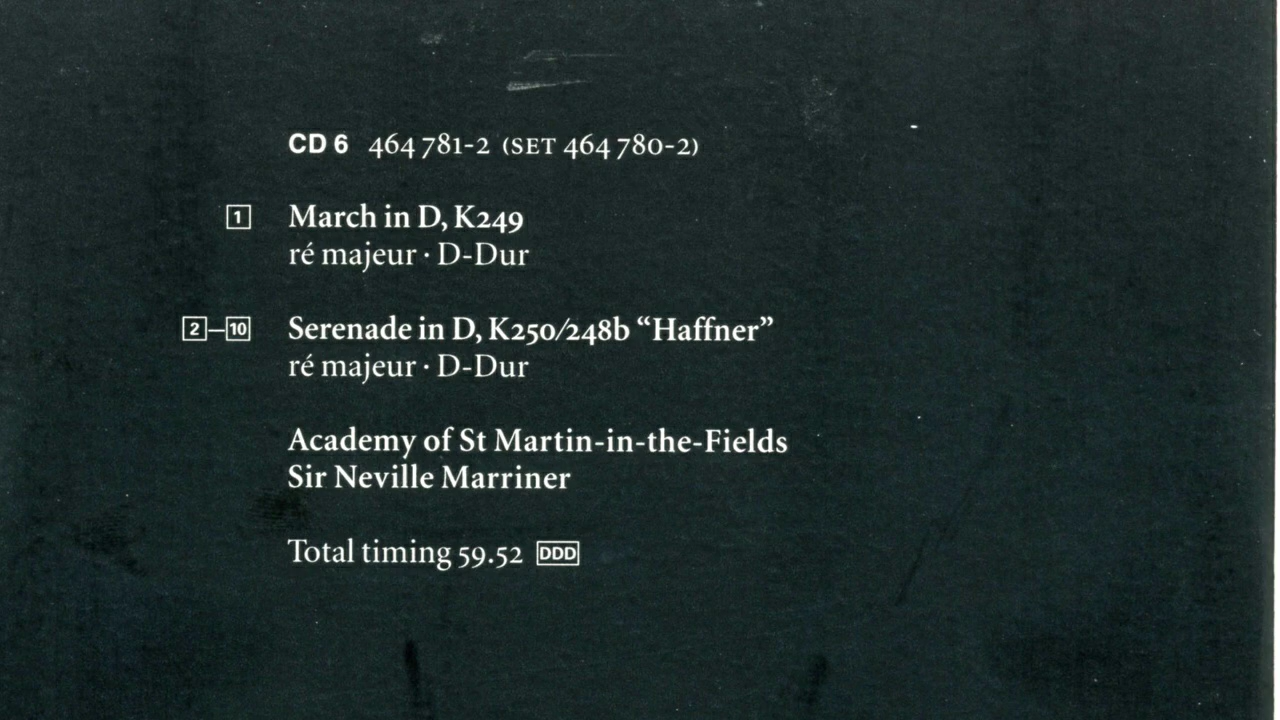 CD 6 464 781-2 (SET 464 780-2)
1 March in D, K249
ré majeur · D-Dur
2–10 Serenade in D, K250/248b “Haffner”
ré majeur · D-Dur
Academy of St Martin-in-the-Fields
Sir Neville Marriner
Total timing 59.52 DDD